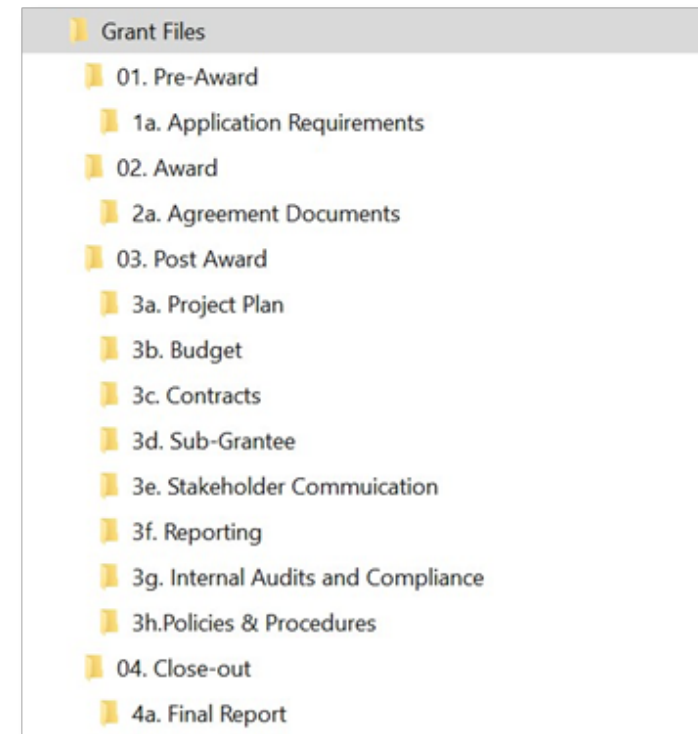 Grant Files
01. Pre-Award
1a. Application Requirements
02. Award
2a. Agreement Documents
03. Post Award
3a. Project Plan
3b. Budget
3c. Contracts
3d. Sub-Grantee
3e. Stakeholder Commuication
3f. Reporting
3g. Internal Audits and Compliance
3h.Policies & Procedures
04. Close-out
4a. Final Report